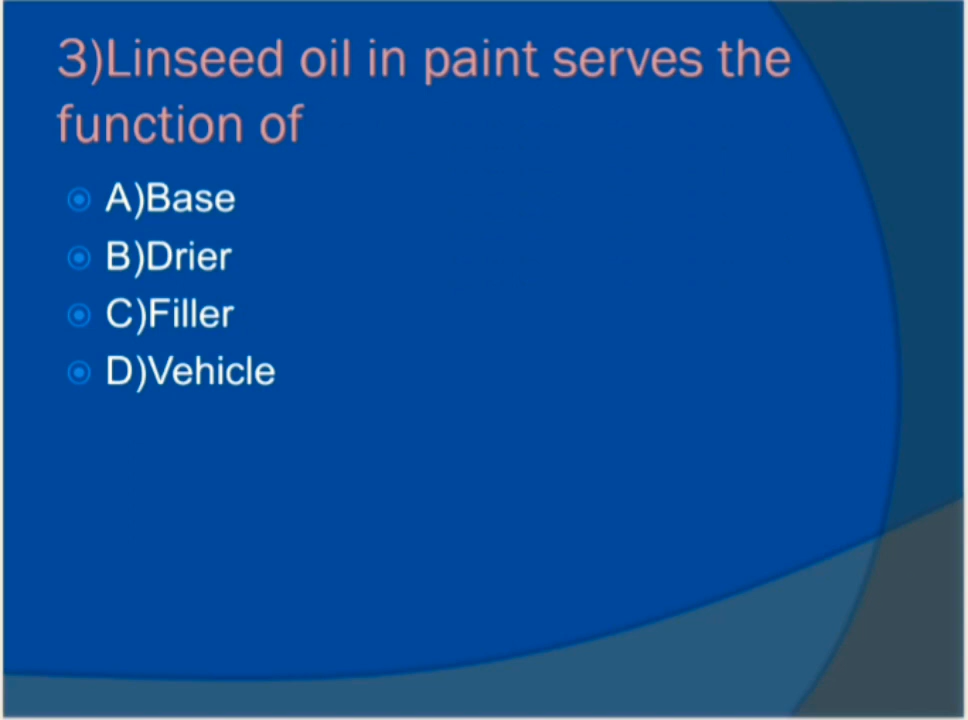 3)Linseed oil in paint serves the
function of
A)Base
B)Drier
C)Filler
D)Vehicle